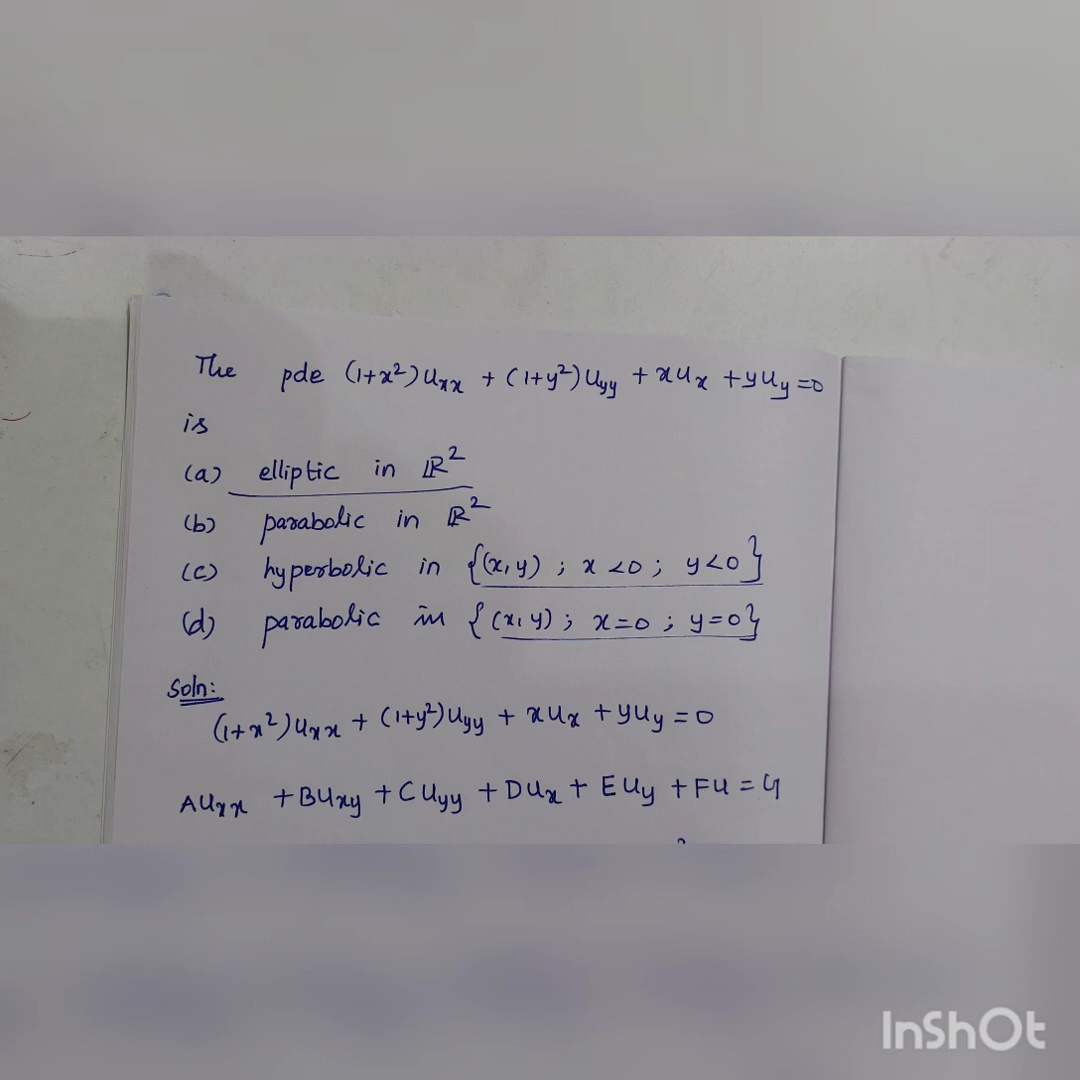 The pde (1+x²)uxx + (1+y²)uyy + xux + yuy = 0
is
(a) elliptic in ℝ²
(b) parabolic in ℝ²
(c) hyperbolic in {(x,y) ; x<0 ; y<0}
(d) parabolic in {(x,y) ; x=0 ; y=0}
Soln:
(1+x²)uxx + (1+y²)uyy + xux + yuy = 0
Auxx + Buxy + Cuyy + Dux + Euy + Fu = G
InShOt